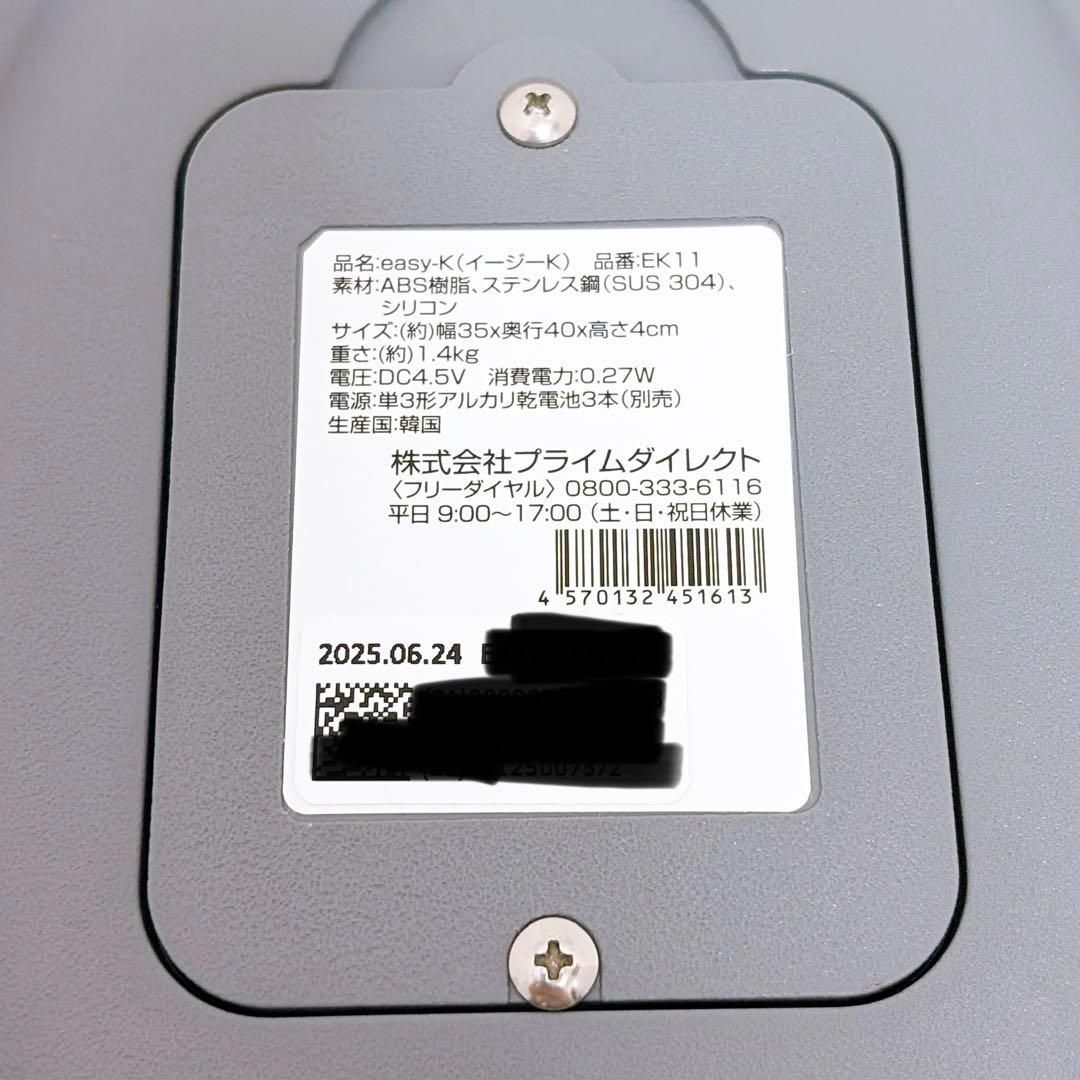 品名:easy-K(イージーK) 品番:EK11
素材:ABS樹脂、ステンレス鋼(SUS 304)、
シリコン
サイズ:(約)幅35x奥行40x高さ4cm
重さ:(約)1.4kg
電圧:DC4.5V 消費電力:0.27W
電源:単3形アルカリ乾電池3本(別売)
生産国:韓国
株式会社プライムダイレクト
〈フリーダイヤル〉0800-333-6116
平日 9:00〜17:00(土・日・祝日休業)
4 570132 451613
2025.06.24